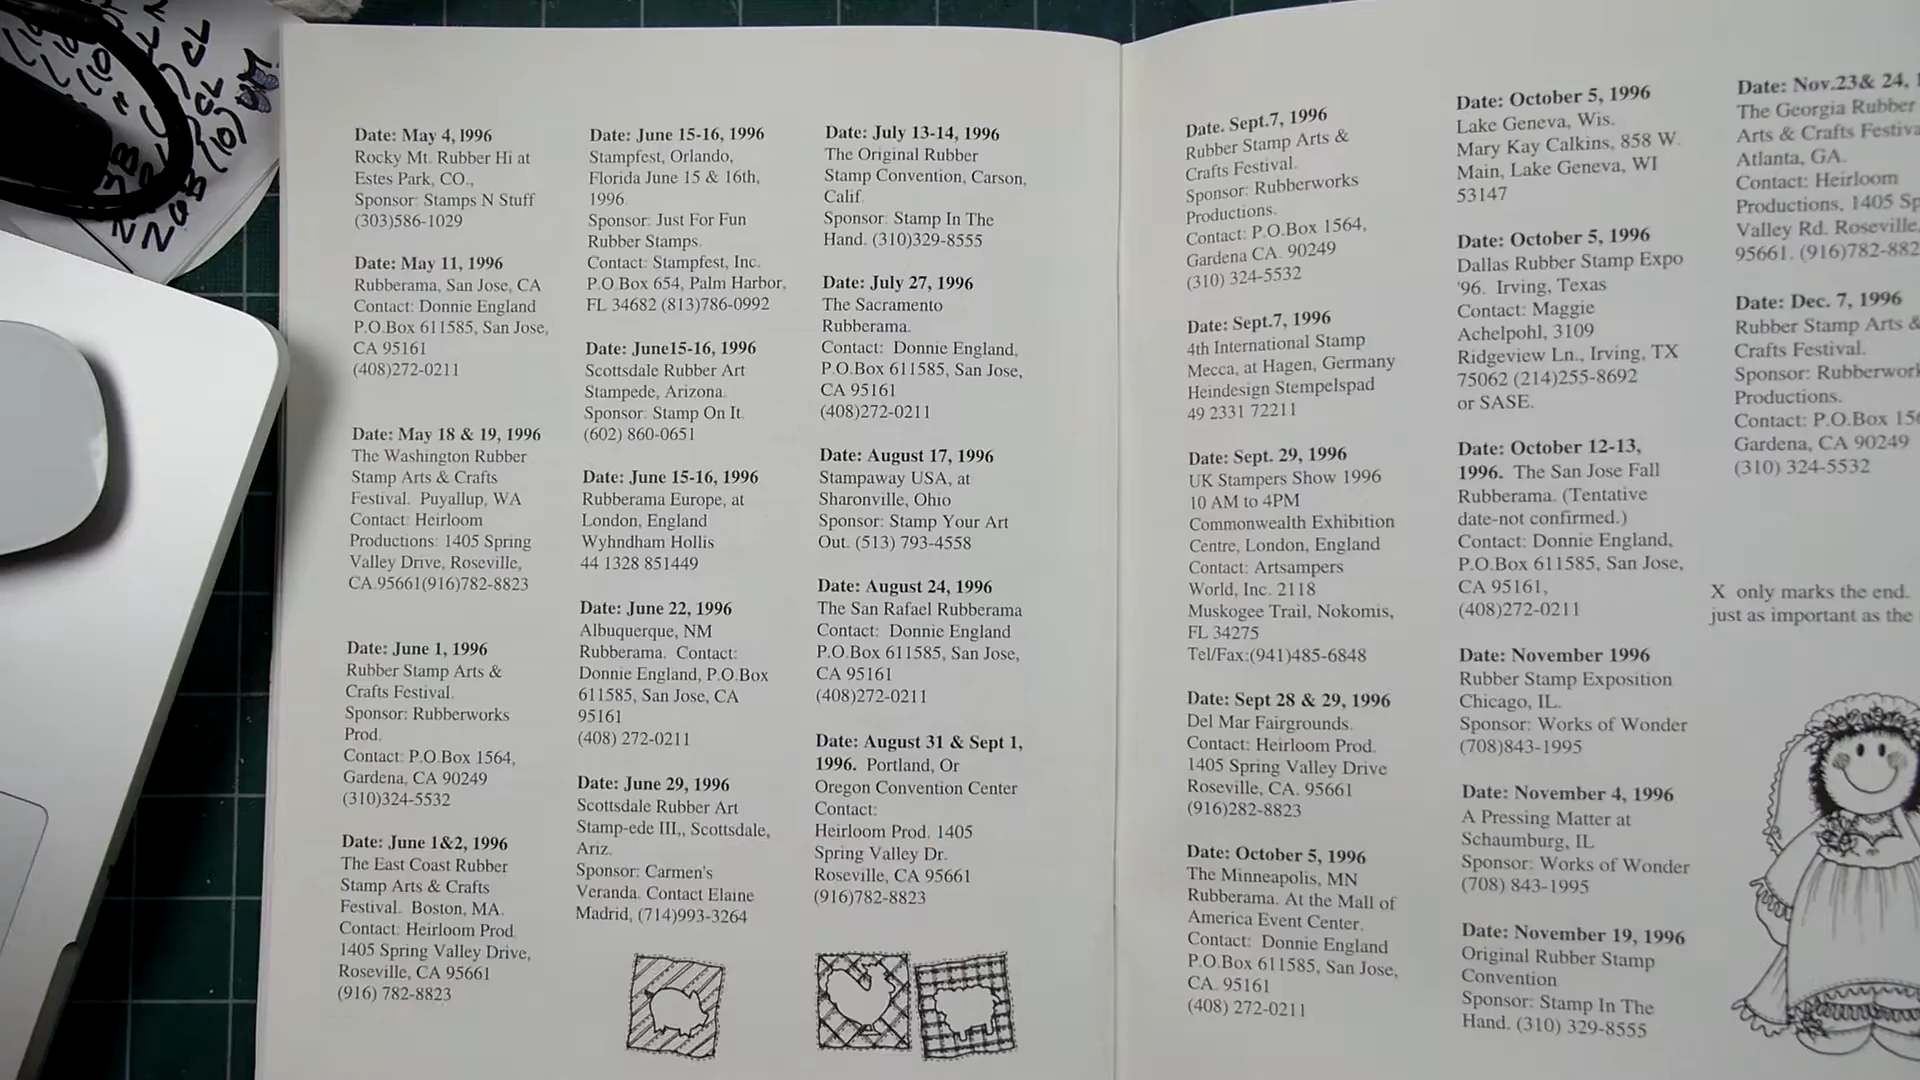 Date: May 4, 1996
Rocky Mt. Rubber Hi at
Estes Park, CO.,
Sponsor: Stamps N Stuff
(303)586-1029
Date: May 11, 1996
Rubberama, San Jose, CA
Contact: Donnie England
P.O.Box 611585, San Jose,
CA 95161
(408)272-0211
Date: May 18 & 19, 1996
The Washington Rubber
Stamp Arts & Crafts
Festival. Puyallup, WA
Contact: Heirloom
Productions: 1405 Spring
Valley Drive, Roseville,
CA.95661(916)782-8823
Date: June 1, 1996
Rubber Stamp Arts &
Crafts Festival.
Sponsor: Rubberworks
Prod.
Contact: P.O.Box 1564,
Gardena, CA 90249
(310)324-5532
Date: June 1&2, 1996
The East Coast Rubber
Stamp Arts & Crafts
Festival. Boston, MA.
Contact: Heirloom Prod.
1405 Spring Valley Drive,
Roseville, CA 95661
(916) 782-8823
Date: June 15-16, 1996
Stampfest, Orlando,
Florida June 15 & 16th,
1996.
Sponsor: Just For Fun
Rubber Stamps.
Contact: Stampfest, Inc.
P.O.Box 654, Palm Harbor,
FL 34682 (813)786-0992
Date: June15-16, 1996
Scottsdale Rubber Art
Stampede, Arizona.
Sponsor: Stamp On It.
(602) 860-0651
Date: June 15-16, 1996
Rubberama Europe, at
London, England
Wyhndham Hollis
44 1328 851449
Date: June 22, 1996
Albuquerque, NM
Rubberama. Contact:
Donnie England, P.O.Box
611585, San Jose, CA
95161
(408) 272-0211
Date: June 29, 1996
Scottsdale Rubber Art
Stamp-ede III,, Scottsdale,
Ariz.
Sponsor: Carmen's
Veranda. Contact Elaine
Madrid, (714)993-3264
Date: July 13-14, 1996
The Original Rubber
Stamp Convention, Carson,
Calif.
Sponsor: Stamp In The
Hand. (310)329-8555
Date: July 27, 1996
The Sacramento
Rubberama.
Contact: Donnie England,
P.O.Box 611585, San Jose,
CA 95161
(408)272-0211
Date: August 17, 1996
Stampaway USA, at
Sharonville, Ohio
Sponsor: Stamp Your Art
Out. (513) 793-4558
Date: August 24, 1996
The San Rafael Rubberama
Contact: Donnie England
P.O.Box 611585, San Jose,
CA 95161
(408)272-0211
Date: August 31 & Sept 1,
1996. Portland, Or
Oregon Convention Center
Contact:
Heirloom Prod. 1405
Spring Valley Dr.
Roseville, CA 95661
(916)782-8823
Date. Sept.7, 1996
Rubber Stamp Arts &
Crafts Festival.
Sponsor: Rubberworks
Productions.
Contact: P.O.Box 1564,
Gardena CA. 90249
(310) 324-5532
Date: Sept.7, 1996
4th International Stamp
Mecca, at Hagen, Germany
Heindesign Stempelspad
49 2331 72211
Date: Sept. 29, 1996
UK Stampers Show 1996
10 AM to 4PM
Commonwealth Exhibition
Centre, London, England
Contact: Artsampers
World, Inc. 2118
Muskogee Trail, Nokomis,
FL 34275
Tel/Fax:(941)485-6848
Date: Sept 28 & 29, 1996
Del Mar Fairgrounds.
Contact: Heirloom Prod.
1405 Spring Valley Drive
Roseville, CA. 95661
(916)282-8823
Date: October 5, 1996
The Minneapolis, MN
Rubberama. At the Mall of
America Event Center.
Contact: Donnie England
P.O.Box 611585, San Jose,
CA. 95161
(408) 272-0211
Date: October 5, 1996
Lake Geneva, Wis.
Mary Kay Calkins, 858 W.
Main, Lake Geneva, WI
53147
Date: October 5, 1996
Dallas Rubber Stamp Expo
'96. Irving, Texas
Contact: Maggie
Achelpohl, 3109
Ridgeview Ln., Irving, TX
75062 (214)255-8692
or SASE.
Date: October 12-13,
1996. The San Jose Fall
Rubberama. (Tentative
date-not confirmed.)
Contact: Donnie England,
P.O.Box 611585, San Jose,
CA 95161,
(408)272-0211
Date: November 1996
Rubber Stamp Exposition
Chicago, IL.
Sponsor: Works of Wonder
(708)843-1995
Date: November 4, 1996
A Pressing Matter at
Schaumburg, IL
Sponsor: Works of Wonder
(708) 843-1995
Date: November 19, 1996
Original Rubber Stamp
Convention
Sponsor: Stamp In The
Hand. (310) 329-8555
Date: Nov.23& 24,
The Georgia Rubber
Arts & Crafts
Atlanta, GA.
Contact: Heirloom
Productions, 1405
Valley Rd. Roseville,
95661. (916)782-882
Date: Dec. 7, 1996
Rubber Stamp Arts &
Crafts Festival.
Sponsor:
Productions.
Contact: P.O.Box
Gardena, CA 90249
(310) 324-5532
X only marks the end.
just as important as the